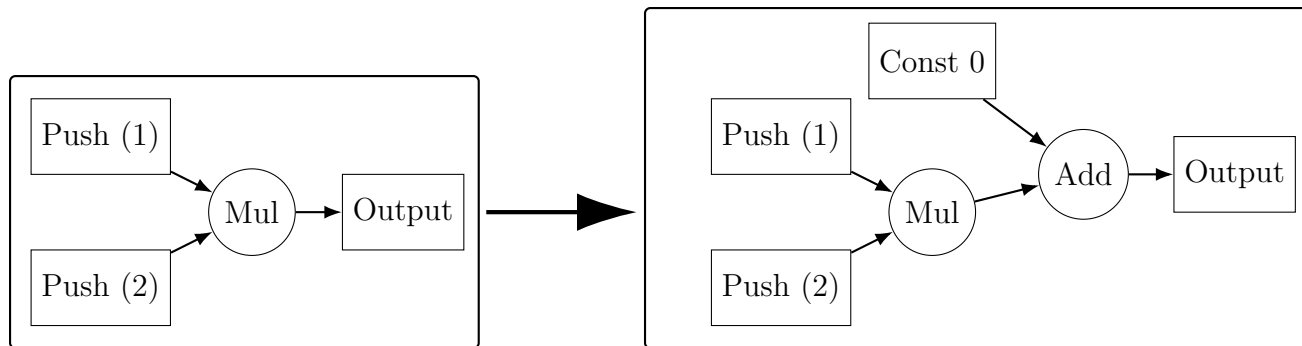 Push (1)
Mul
Output
Push (2)
Const 0
Push (1)
Add
Output
Mul
Push (2)